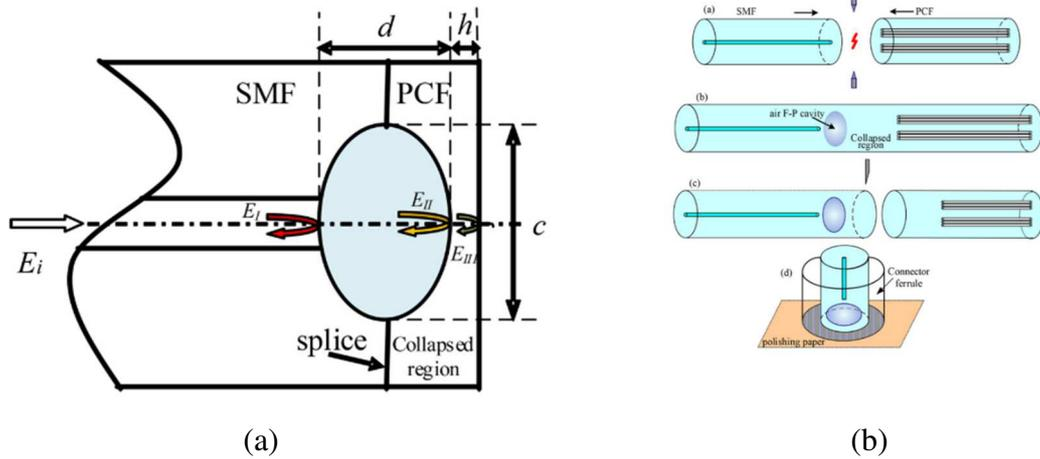 d
h
SMF
PCF
E_I
E_II
E_III
E_i
c
splice
Collapsed
region
(a)
(a)
SMF
PCF
(b)
air F-P cavity
Collapsed
region
(c)
(d)
Connector
ferrule
polishing paper
(b)